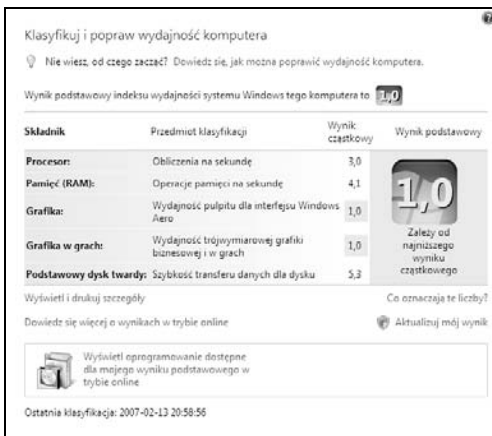 Klasyfikuj i popraw wydajność komputera
Nie wiesz, od czego zacząć? Dowiedz się, jak można poprawić wydajność komputera.
Wynik podstawowy indeksu wydajności systemu Windows tego komputera to 1,0
Składnik Przedmiot klasyfikacji Wynik cząstkowy Wynik podstawowy
Procesor: Obliczenia na sekundę 3,0
Pamięć (RAM): Operacje pamięci na sekundę 4,1
Grafika: Wydajność pulpitu dla interfejsu Windows Aero 1,0
Grafika w grach: Wydajność trójwymiarowej grafiki biznesowej i w grach 1,0
Podstawowy dysk twardy: Szybkość transferu danych dla dysku 5,3
1,0
Zależy od
najniższego
wyniku
cząstkowego
Wyświetl i drukuj szczegóły Co oznaczają te liczby?
Dowiedz się więcej o wynikach w trybie online Aktualizuj mój wynik
Wyświetl oprogramowanie dostępne
dla mojego wyniku podstawowego w
trybie online
Ostatnia klasyfikacja: 2007-02-13 20:58:56